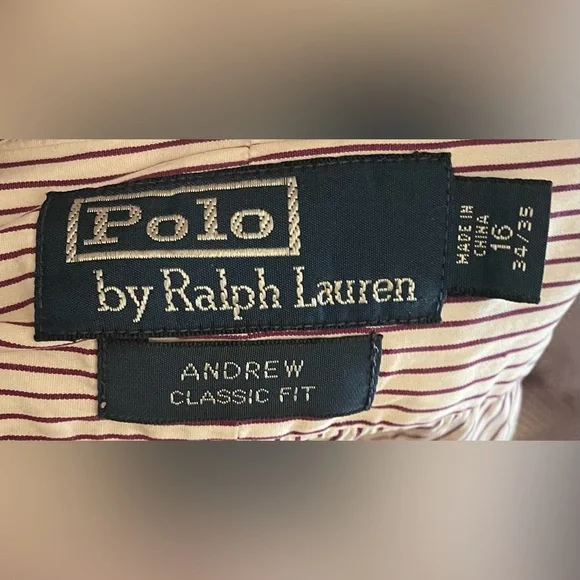 Polo
by Ralph Lauren
MADE IN
CHINA
16
34/35
ANDREW
CLASSIC FIT